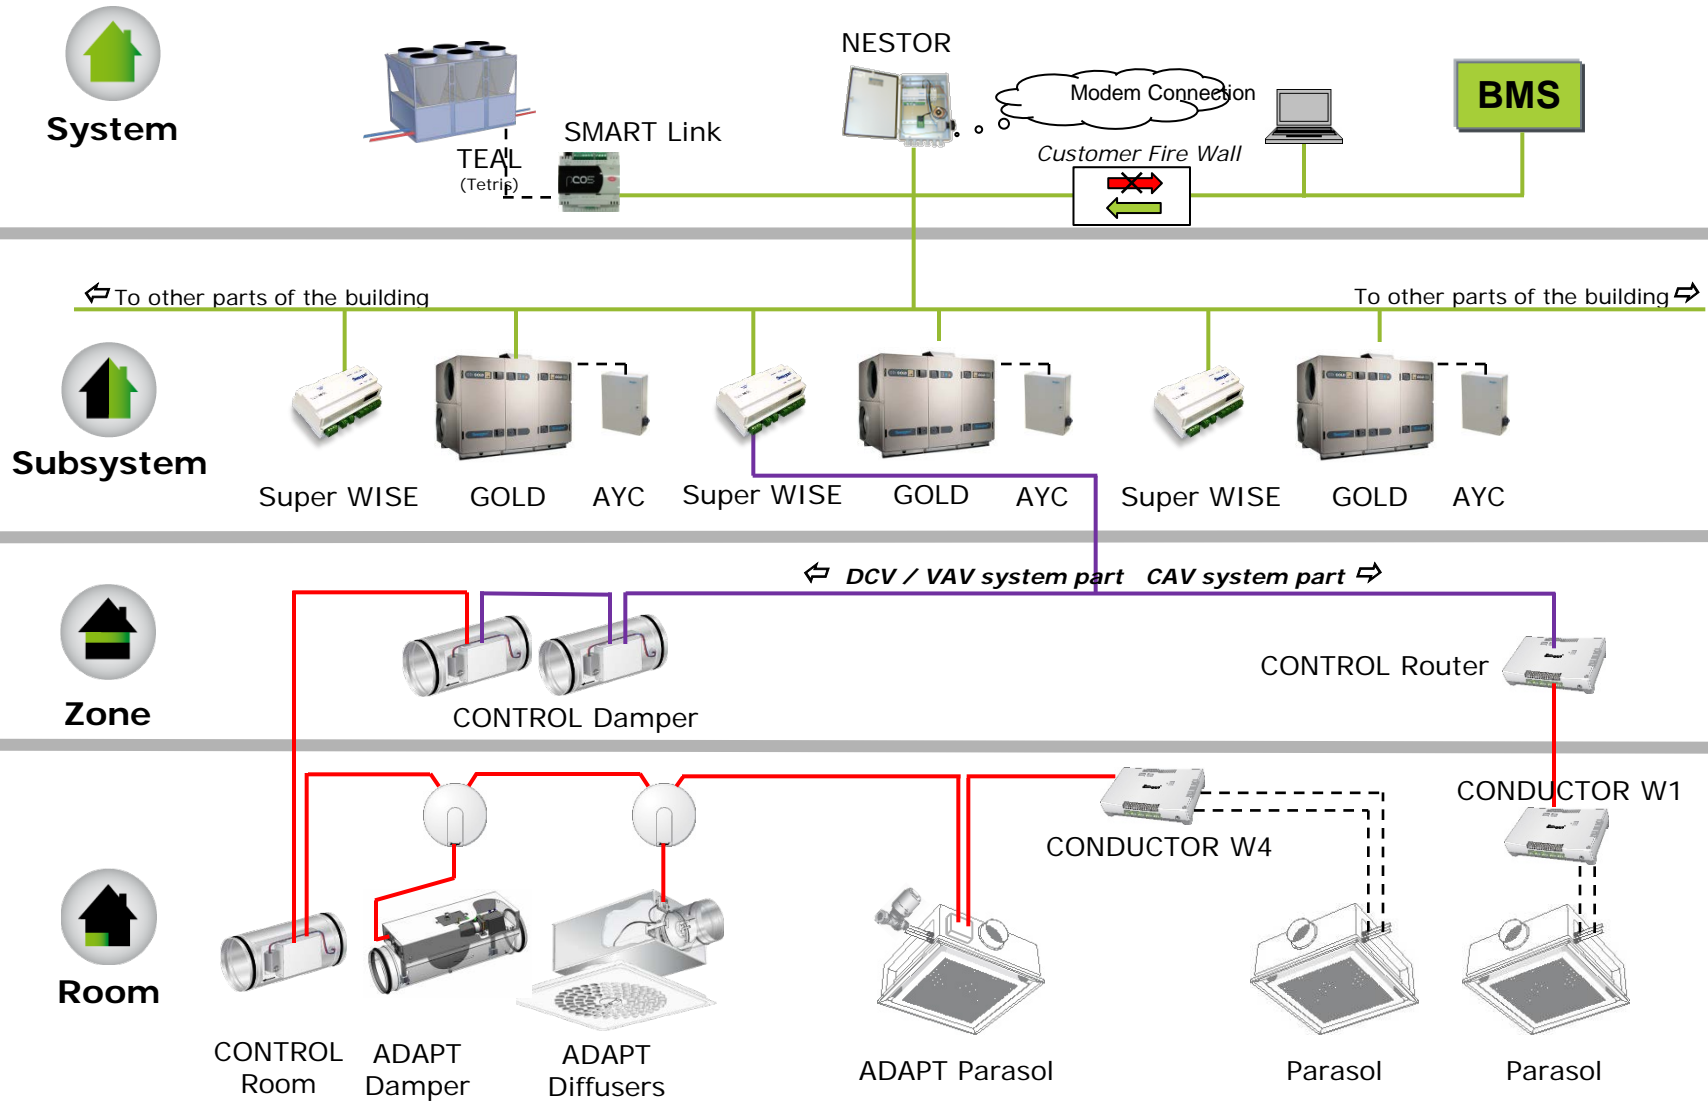 NESTOR
Modem Connection
BMS
System
SMART Link
TEAL
(Tetris)
pCOS
Customer Fire Wall
To other parts of the building
To other parts of the building
Subsystem
Super WISE
GOLD
AYC
Super WISE
GOLD
AYC
Super WISE
GOLD
AYC
DCV / VAV system part
CAV system part
CONTROL Router
Zone
CONTROL Damper
CONDUCTOR W1
CONDUCTOR W4
Room
CONTROL
Room
ADAPT
Damper
ADAPT
Diffusers
ADAPT Parasol
Parasol
Parasol